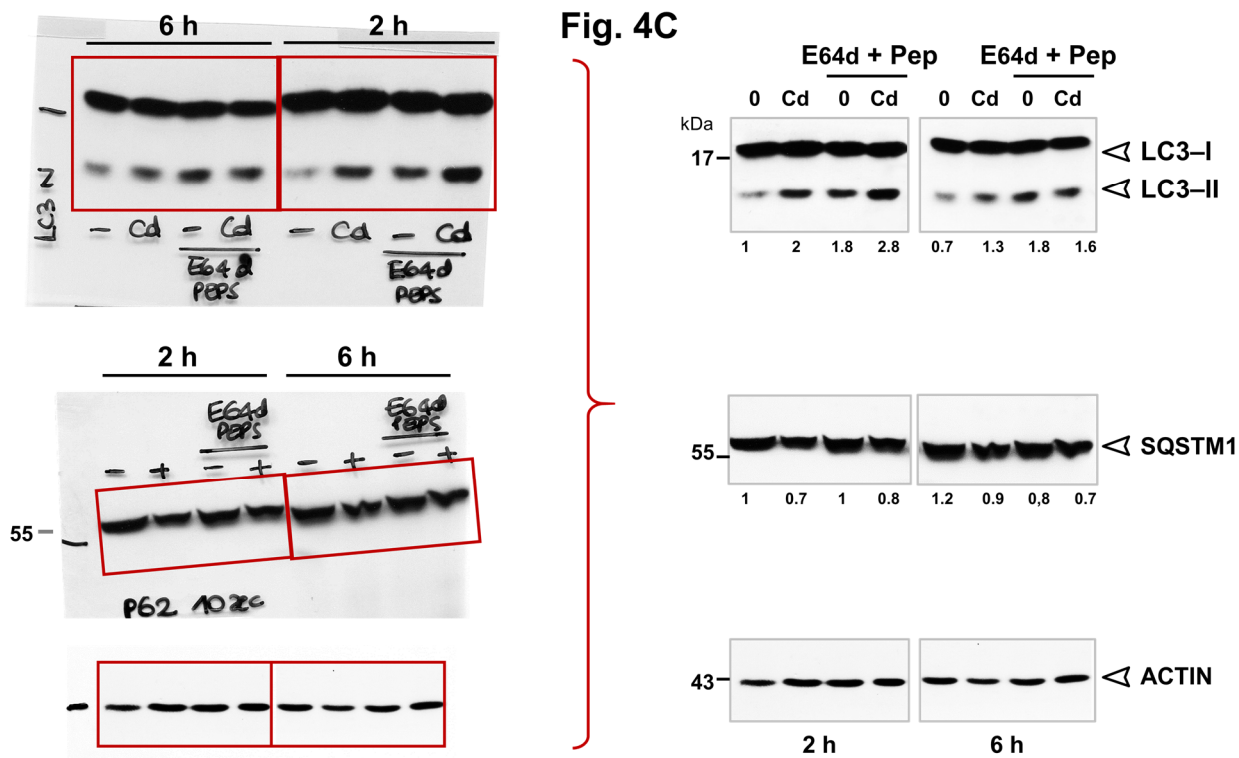 Fig. 4C
6 h 2 h
LC3 N
– Cd – Cd – Cd – Cd
E64d E64d
PEPS PEPS
2 h 6 h
E64d E64d
PEPS PEPS
– + – + – + – +
55
P62 10 sec
E64d + Pep E64d + Pep
0 Cd 0 Cd 0 Cd 0 Cd
kDa
17
LC3–I
LC3–II
1 2 1.8 2.8 0.7 1.3 1.8 1.6
55
SQSTM1
1 0.7 1 0.8 1.2 0.9 0,8 0.7
43
ACTIN
2 h 6 h